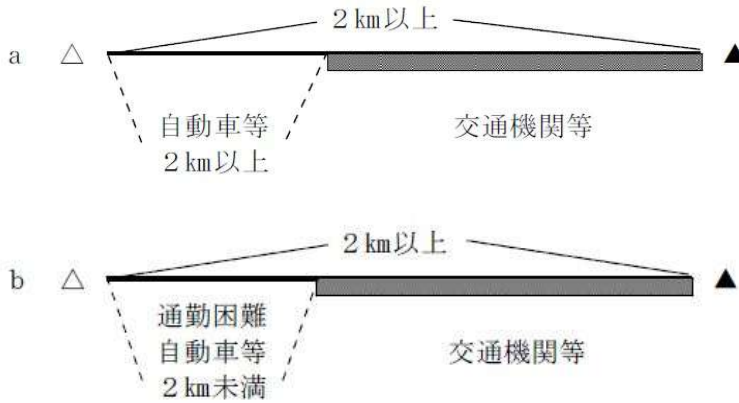 2km以上
a △ ▲
自動車等 交通機関等
2km以上
2km以上
b △ ▲
通勤困難
自動車等 交通機関等
2km未満